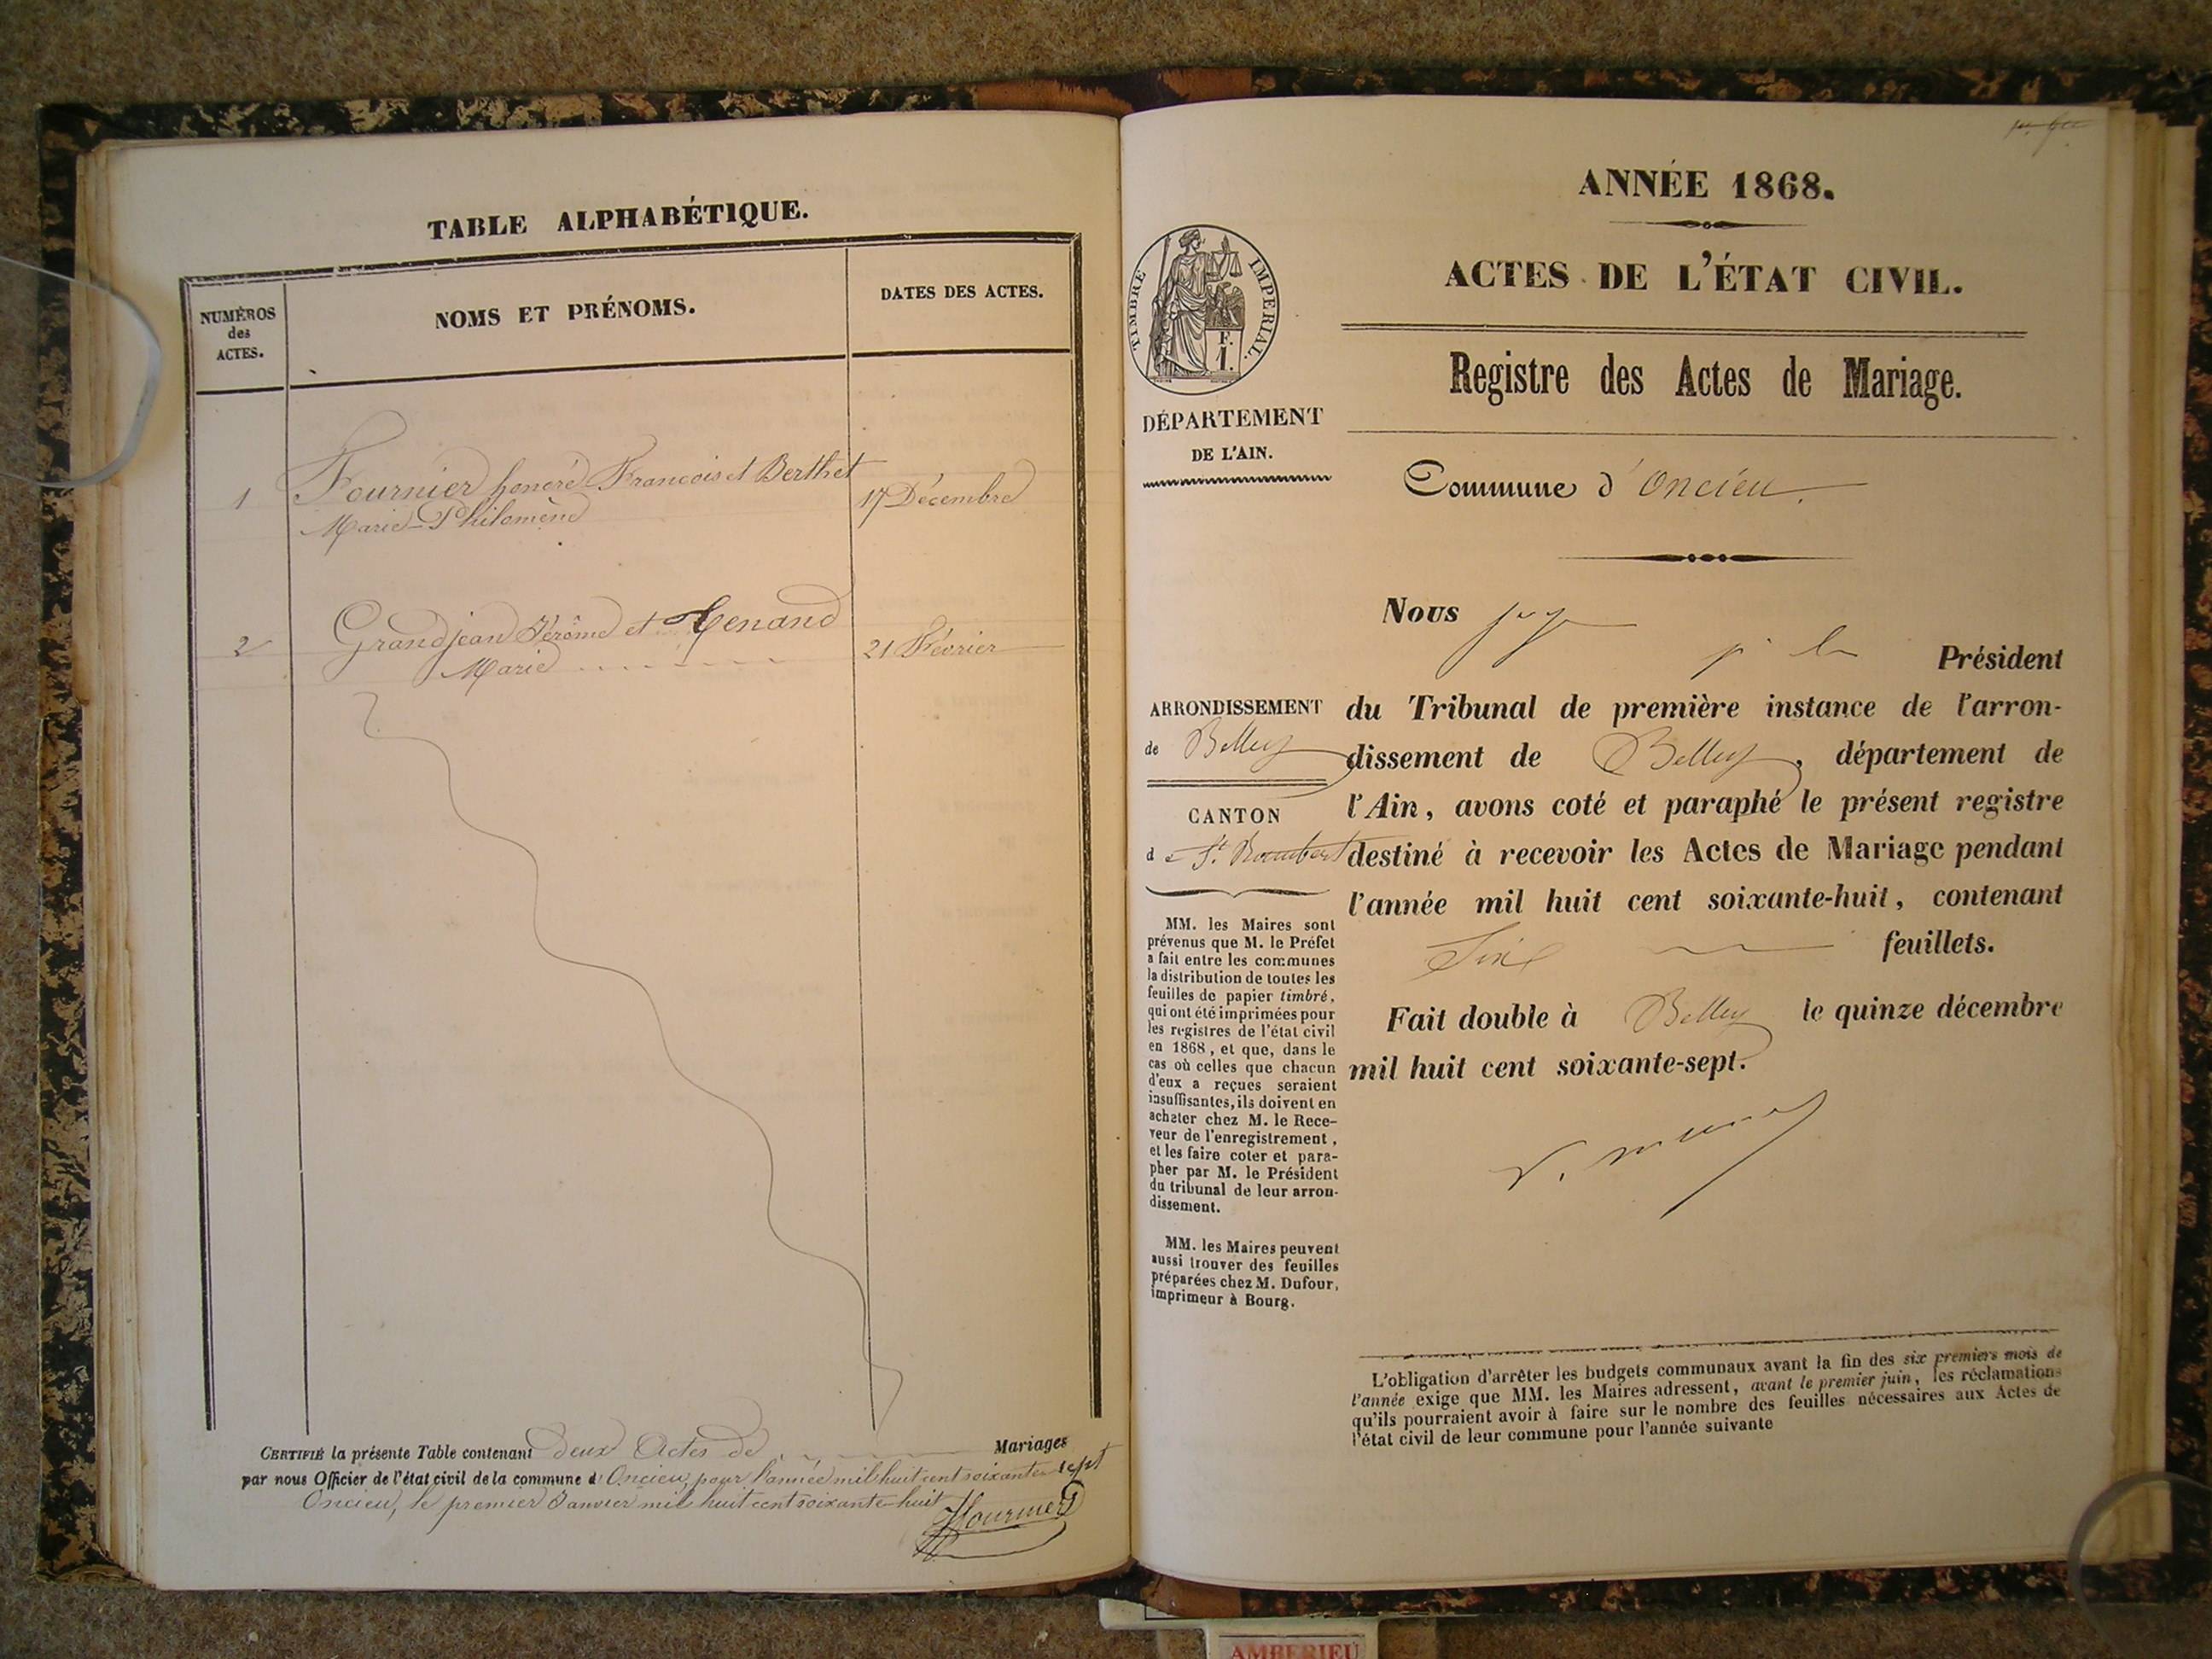 TABLE ALPHABÉTIQUE.
NUMÉROS
des
ACTES.
NOMS ET PRÉNOMS.
DATES DES ACTES.
1
Fournier honoré François et Berthet
Marie-Philomène
17 Décembre
2
Grandjean Jérôme et
Marie
21 Février
CERTIFIÉ la présente Table contenant deux Actes de Mariages
par nous Officier de l'état civil de la commune d'Oncieu, pour l'année mil huit cent soixante sept
Oncieu, le premier Janvier mil huit cent soixante-huit
Fournier
ANNÉE 1868.
ACTES DE L'ÉTAT CIVIL.
Registre des Actes de Mariage.
Commune d'Oncieu.
TIMBRE IMPERIAL.
F.
1.
DÉPARTEMENT
DE L'AIN.
ARRONDISSEMENT
de Belley
CANTON
de St. Rambert
MM. les Maires sont
prévenus que M. le Préfet
a fait entre les communes
la distribution de toutes les
feuilles de papier timbré,
qui ont été imprimées pour
les registres de l'état civil
en 1868, et que, dans le
cas où celles que chacun
d'eux a reçues seraient
insuffisantes, ils doivent en
acheter chez M. le Rece-
veur de l'enregistrement,
et les faire coter et para-
pher par M. le Président
du tribunal de leur arron-
dissement.
MM. les Maires peuvent
aussi trouver des feuilles
préparées chez M. Dufour,
imprimeur à Bourg.
Nous juge
p. le Président
du Tribunal de première instance de l'arron-
dissement de Belley, département de
l'Ain, avons coté et paraphé le présent registre
destiné à recevoir les Actes de Mariage pendant
l'année mil huit cent soixante-huit, contenant
Six feuillets.
Fait double à Belley le quinze décembre
mil huit cent soixante-sept.
L'obligation d'arrêter les budgets communaux avant la fin des six premiers mois de
l'année exige que MM. les Maires adressent, avant le premier juin, les réclamations
qu'ils pourraient avoir à faire sur le nombre des feuilles nécessaires aux Actes de
l'état civil de leur commune pour l'année suivante
AMBERIEU